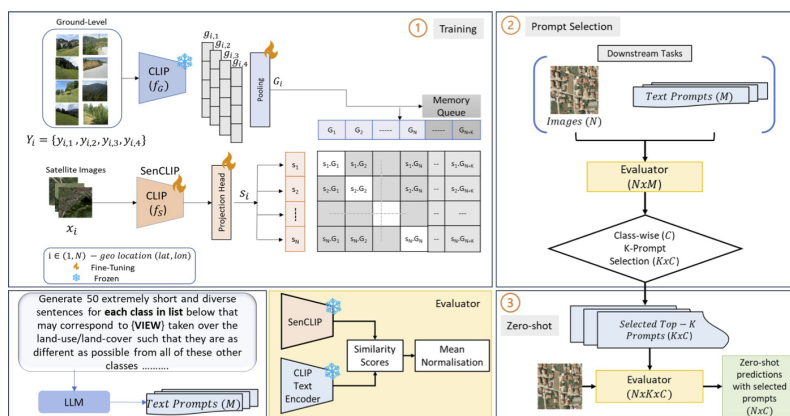 ① Training
Ground-Level
CLIP
(f_G)
g_{i,1}
g_{i,2}
g_{i,3}
g_{i,4}
Pooling
G_i
Memory
Queue
Y_i = {y_{i,1}, y_{i,2}, y_{i,3}, y_{i,4}}
G_1 G_2 ----- G_N ----- G_{N+K}
Satellite Images
SenCLIP
CLIP
(f_S)
x_i
Projection Head
s_i
s_1
s_2
s_N
s_1.G_1 s_1.G_2 s_1.G_N -- s_1.G_{N+K}
s_2.G_1 s_2.G_2 s_2.G_N -- s_2.G_{N+K}
s_N.G_1 s_N.G_2 s_N.G_N -- s_N.G_{N+K}
i ∈ (1, N) – geo location (lat, lon)
Fine-Tuning
Frozen
② Prompt Selection
Downstream Tasks
Images (N)
Text Prompts (M)
Evaluator
(NxM)
Class-wise (C)
K-Prompt
Selection (KxC)
③
Zero-shot
Selected Top – K
Prompts (KxC)
Evaluator
(NxKxC)
Zero-shot
predictions
with selected
prompts
(NxC)
Generate 50 extremely short and diverse
sentences for each class in list below that
may correspond to {VIEW} taken over the
land-use/land-cover such that they are as
different as possible from all of these other
classes ..........
LLM
Text Prompts (M)
Evaluator
SenCLIP
CLIP
Text
Encoder
Similarity
Scores
Mean
Normalisation